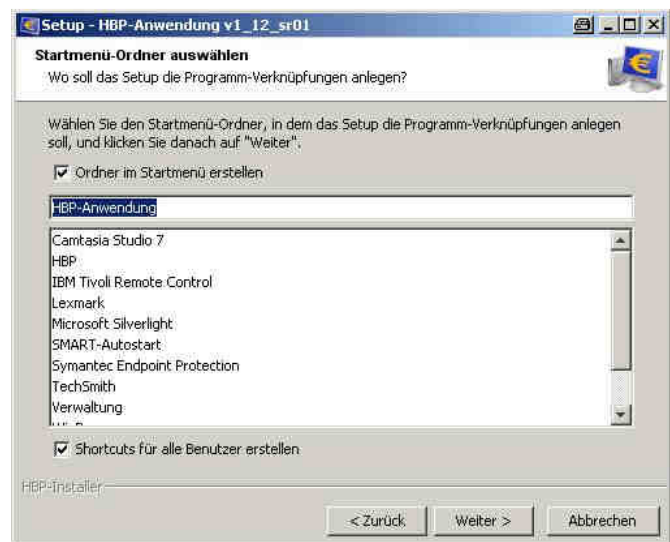 Setup - HBP-Anwendung v1_12_sr01
Startmenü-Ordner auswählen
Wo soll das Setup die Programm-Verknüpfungen anlegen?
Wählen Sie den Startmenü-Ordner, in dem das Setup die Programm-Verknüpfungen anlegen
soll, und klicken Sie danach auf "Weiter".
Ordner im Startmenü erstellen
HBP-Anwendung
Camtasia Studio 7
HBP
IBM Tivoli Remote Control
Lexmark
Microsoft Silverlight
SMART-Autostart
Symantec Endpoint Protection
TechSmith
Verwaltung
Shortcuts für alle Benutzer erstellen
HBP-Installer
< Zurück
Weiter >
Abbrechen